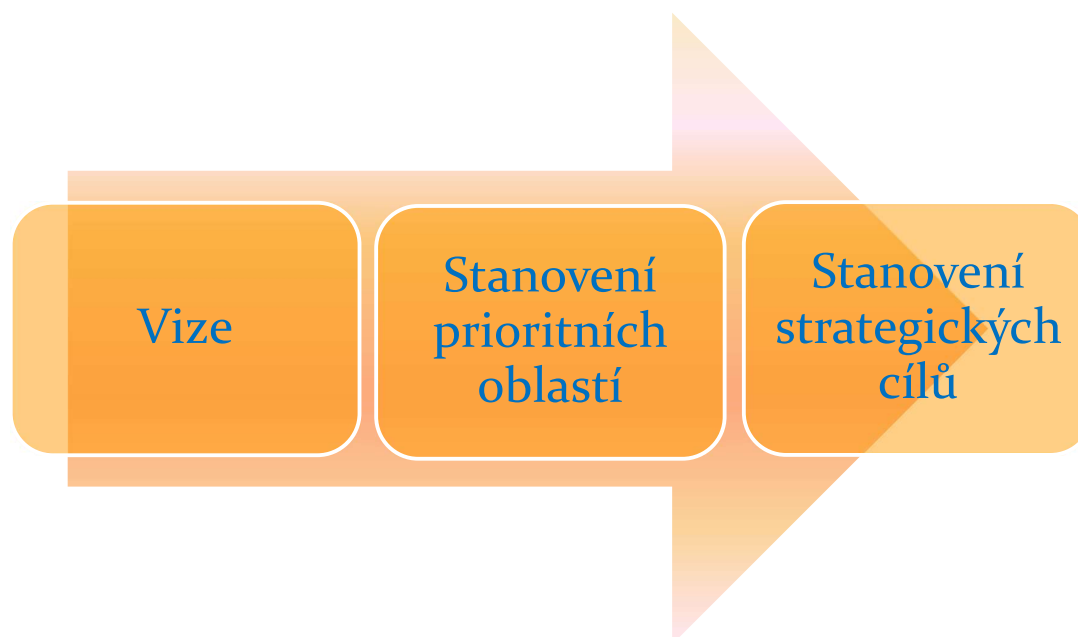 Vize
Stanovení
prioritních
oblastí
Stanovení
strategických
cílů